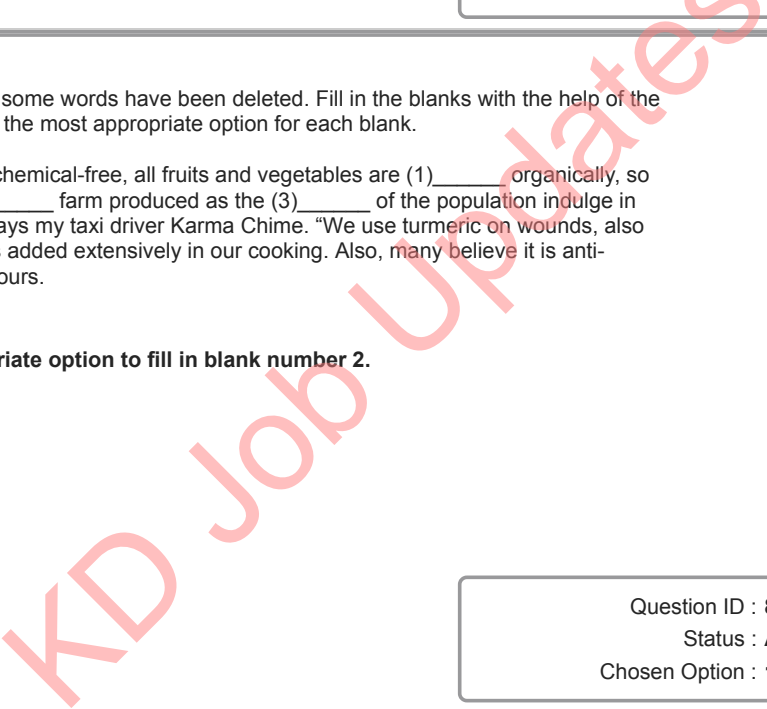 some words have been deleted. Fill in the blanks with the help of the
the most appropriate option for each blank.
chemical-free, all fruits and vegetables are (1)______ organically, so
_____ farm produced as the (3)______ of the population indulge in
ays my taxi driver Karma Chime. “We use turmeric on wounds, also
added extensively in our cooking. Also, many believe it is anti-
ours.
riate option to fill in blank number 2.
KD Job Updates
Question ID :
Status :
Chosen Option :